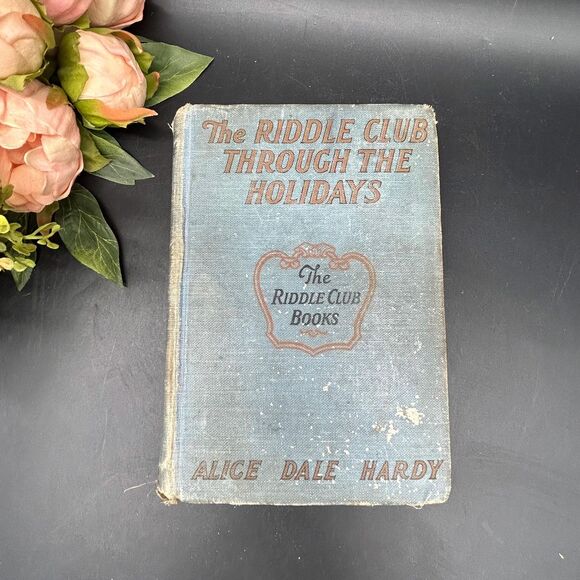 The RIDDLE CLUB
THROUGH THE
HOLIDAYS
The
RIDDLE CLUB
BOOKS
ALICE DALE HARDY